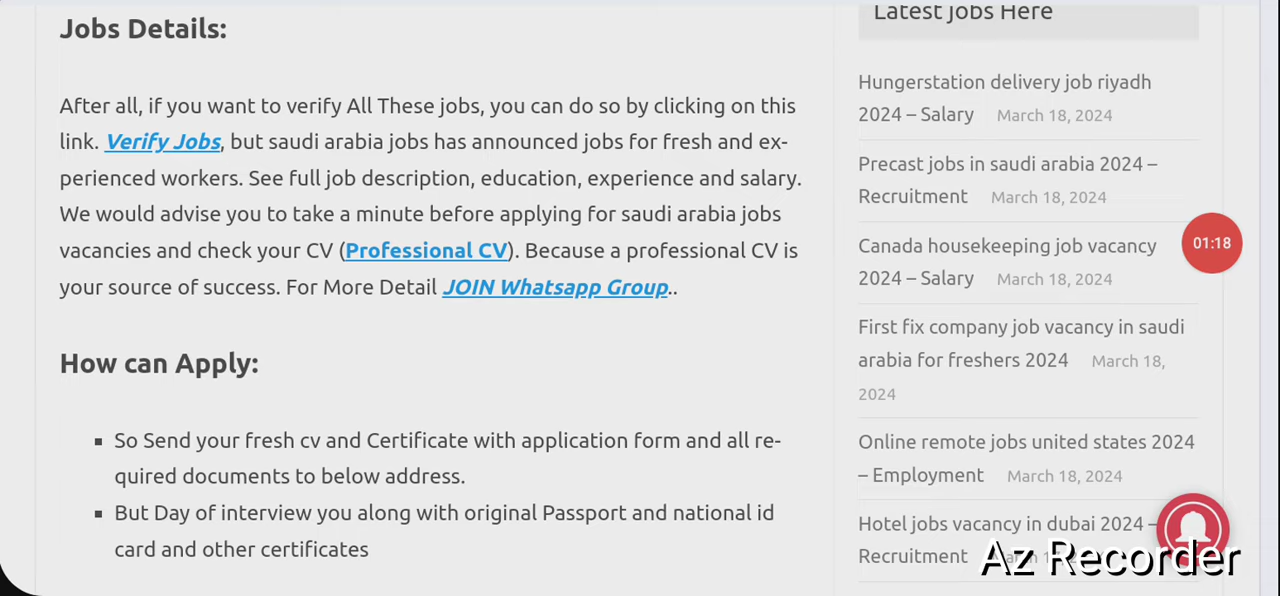 Jobs Details:
After all, if you want to verify All These jobs, you can do so by clicking on this
link. Verify Jobs, but saudi arabia jobs has announced jobs for fresh and ex-
perienced workers. See full job description, education, experience and salary.
We would advise you to take a minute before applying for saudi arabia jobs
vacancies and check your CV (Professional CV). Because a professional CV is
your source of success. For More Detail JOIN Whatsapp Group..
How can Apply:
So Send your fresh cv and Certificate with application form and all re-
quired documents to below address.
But Day of interview you along with original Passport and national id
card and other certificates
Latest Jobs Here
Hungerstation delivery job riyadh
2024 – Salary March 18, 2024
Precast jobs in saudi arabia 2024 –
Recruitment March 18, 2024
Canada housekeeping job vacancy
2024 – Salary March 18, 2024
01:18
First fix company job vacancy in saudi
arabia for freshers 2024 March 18,
2024
Online remote jobs united states 2024
– Employment March 18, 2024
Hotel jobs vacancy in dubai 2024 –
Recruitment
Az Recorder